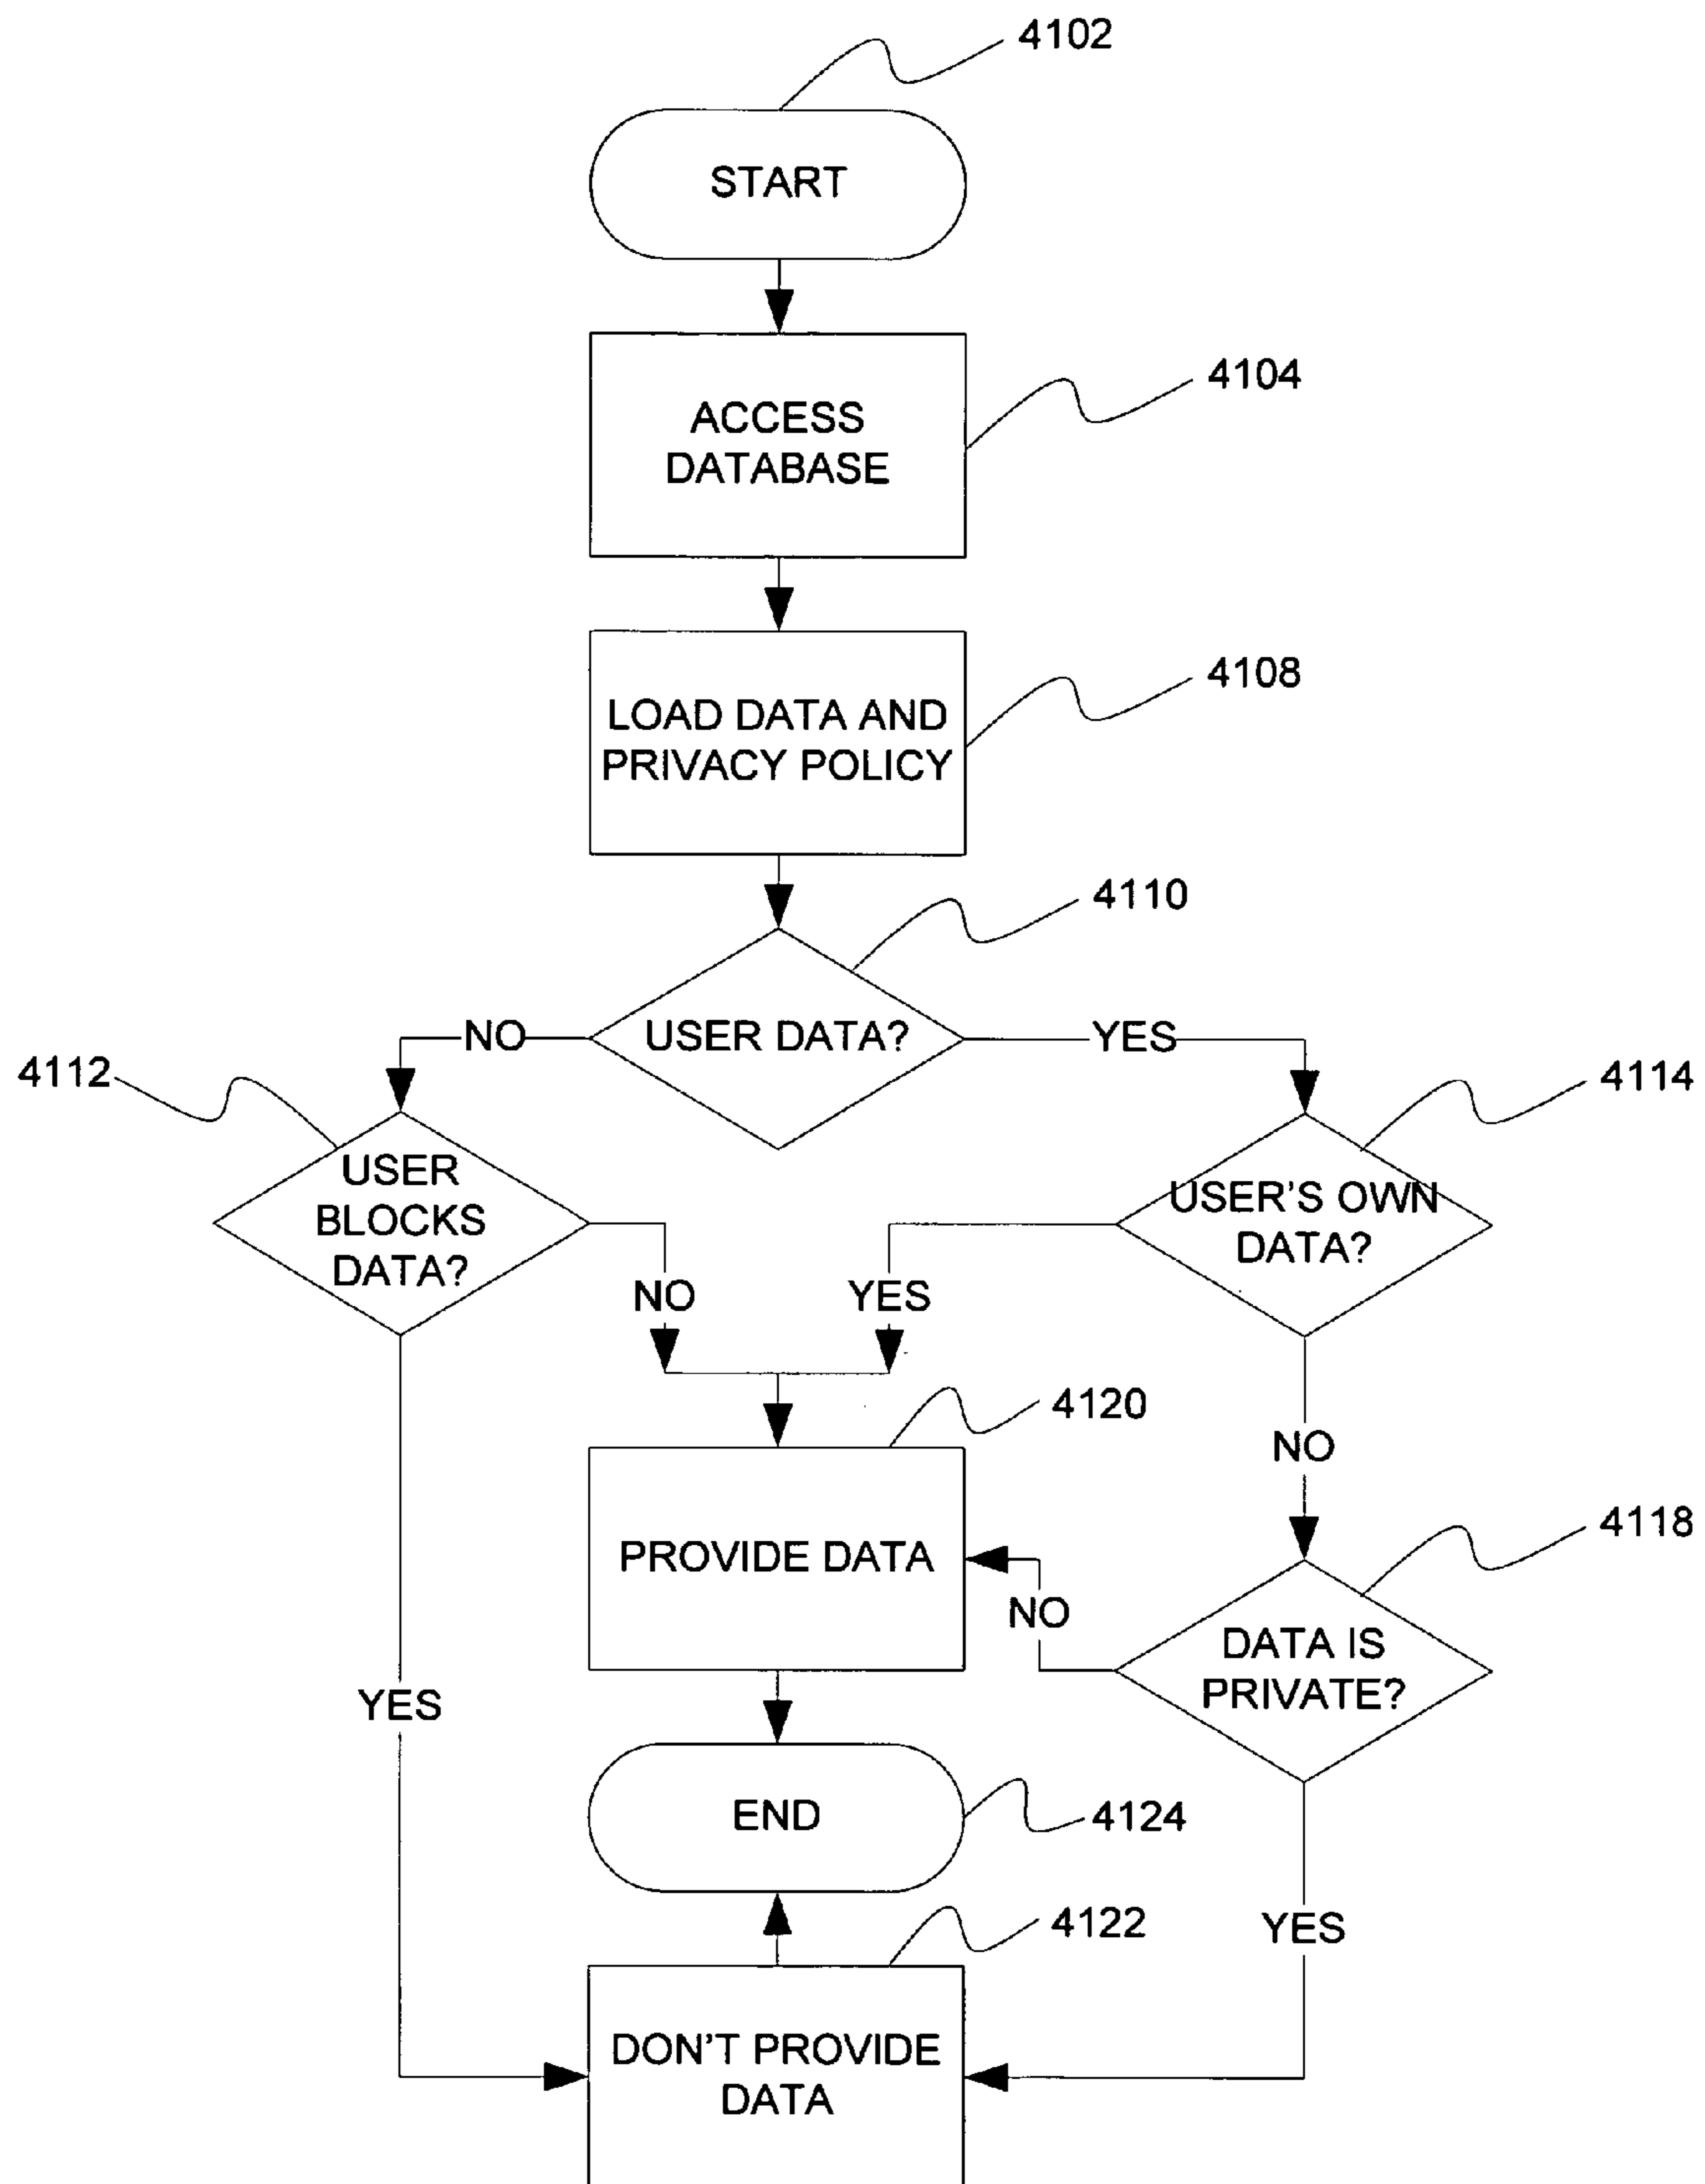 4102
START
4104
ACCESS
DATABASE
4108
LOAD DATA AND
PRIVACY POLICY
4110
USER DATA?
NO
YES
4112
4114
USER
BLOCKS
DATA?
USER'S OWN
DATA?
NO
YES
4120
NO
4118
PROVIDE DATA
NO
DATA IS
PRIVATE?
YES
END
4124
4122
YES
DON'T PROVIDE
DATA